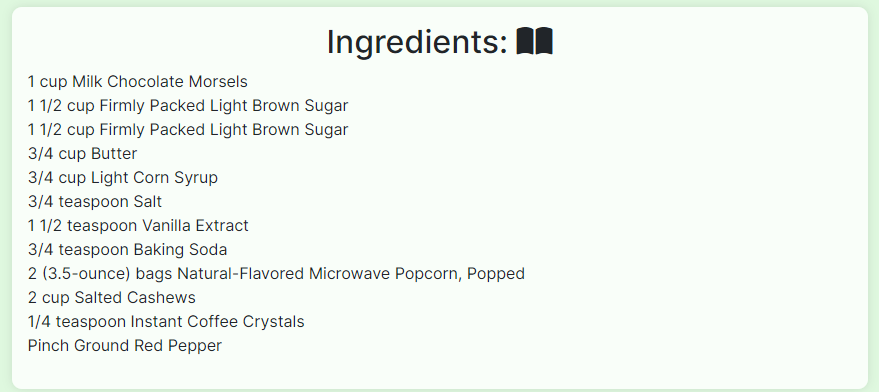 Ingredients:
1 cup Milk Chocolate Morsels
1 1/2 cup Firmly Packed Light Brown Sugar
1 1/2 cup Firmly Packed Light Brown Sugar
3/4 cup Butter
3/4 cup Light Corn Syrup
3/4 teaspoon Salt
1 1/2 teaspoon Vanilla Extract
3/4 teaspoon Baking Soda
2 (3.5-ounce) bags Natural-Flavored Microwave Popcorn, Popped
2 cup Salted Cashews
1/4 teaspoon Instant Coffee Crystals
Pinch Ground Red Pepper